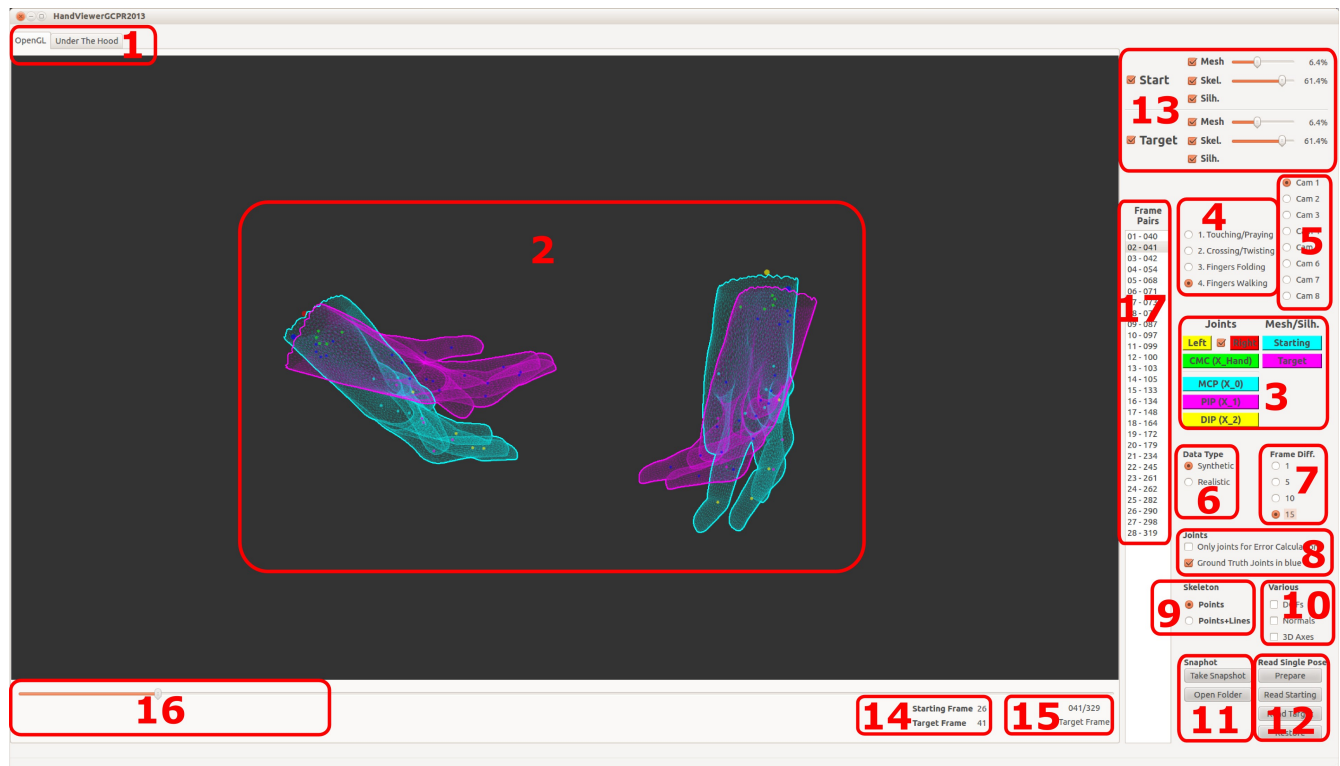 HandViewerGCPR2013
OpenGL Under The Hood
1
Mesh 6.4%
Start Skel. 61.4%
Silh.
13
Mesh 6.4%
Target Skel. 61.4%
Silh.
Cam 1
Cam 2
Cam 3
Cam 6
Cam 7
Cam 8
5
4
1. Touching/Praying
2. Crossing/Twisting
3. Fingers Folding
4. Fingers Walking
Frame
Pairs
01 - 040
02 - 041
03 - 042
04 - 054
05 - 068
06 - 071
17
09 - 087
10 - 097
11 - 099
12 - 100
13 - 103
14 - 105
15 - 133
16 - 134
17 - 148
18 - 164
19 - 172
20 - 179
21 - 234
22 - 245
23 - 261
24 - 262
25 - 282
26 - 290
27 - 298
28 - 319
2
Joints Mesh/Silh.
Left Right Starting
CMC (X_Hand) Target
MCP (X_0)
PIP (X_1)
DIP (X_2)
3
Data Type
Synthetic
Realistic
6
Frame Diff.
1
5
10
15
7
Joints
Only joints for Error Calculation
Ground Truth Joints in blue
8
Skeleton
Points
Points+Lines
9
Various
DOFs
Normals
3D Axes
10
Snaphot
Take Snapshot
Open Folder
11
Read Single Pose
Prepare
Read Starting
Read Target
Restore
12
16
Starting Frame 26
Target Frame 41
14
041/329
Target Frame
15